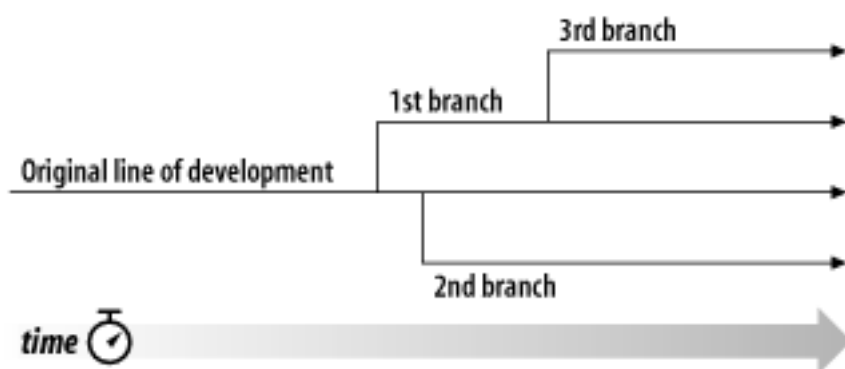 3rd branch
1st branch
Original line of development
2nd branch
time